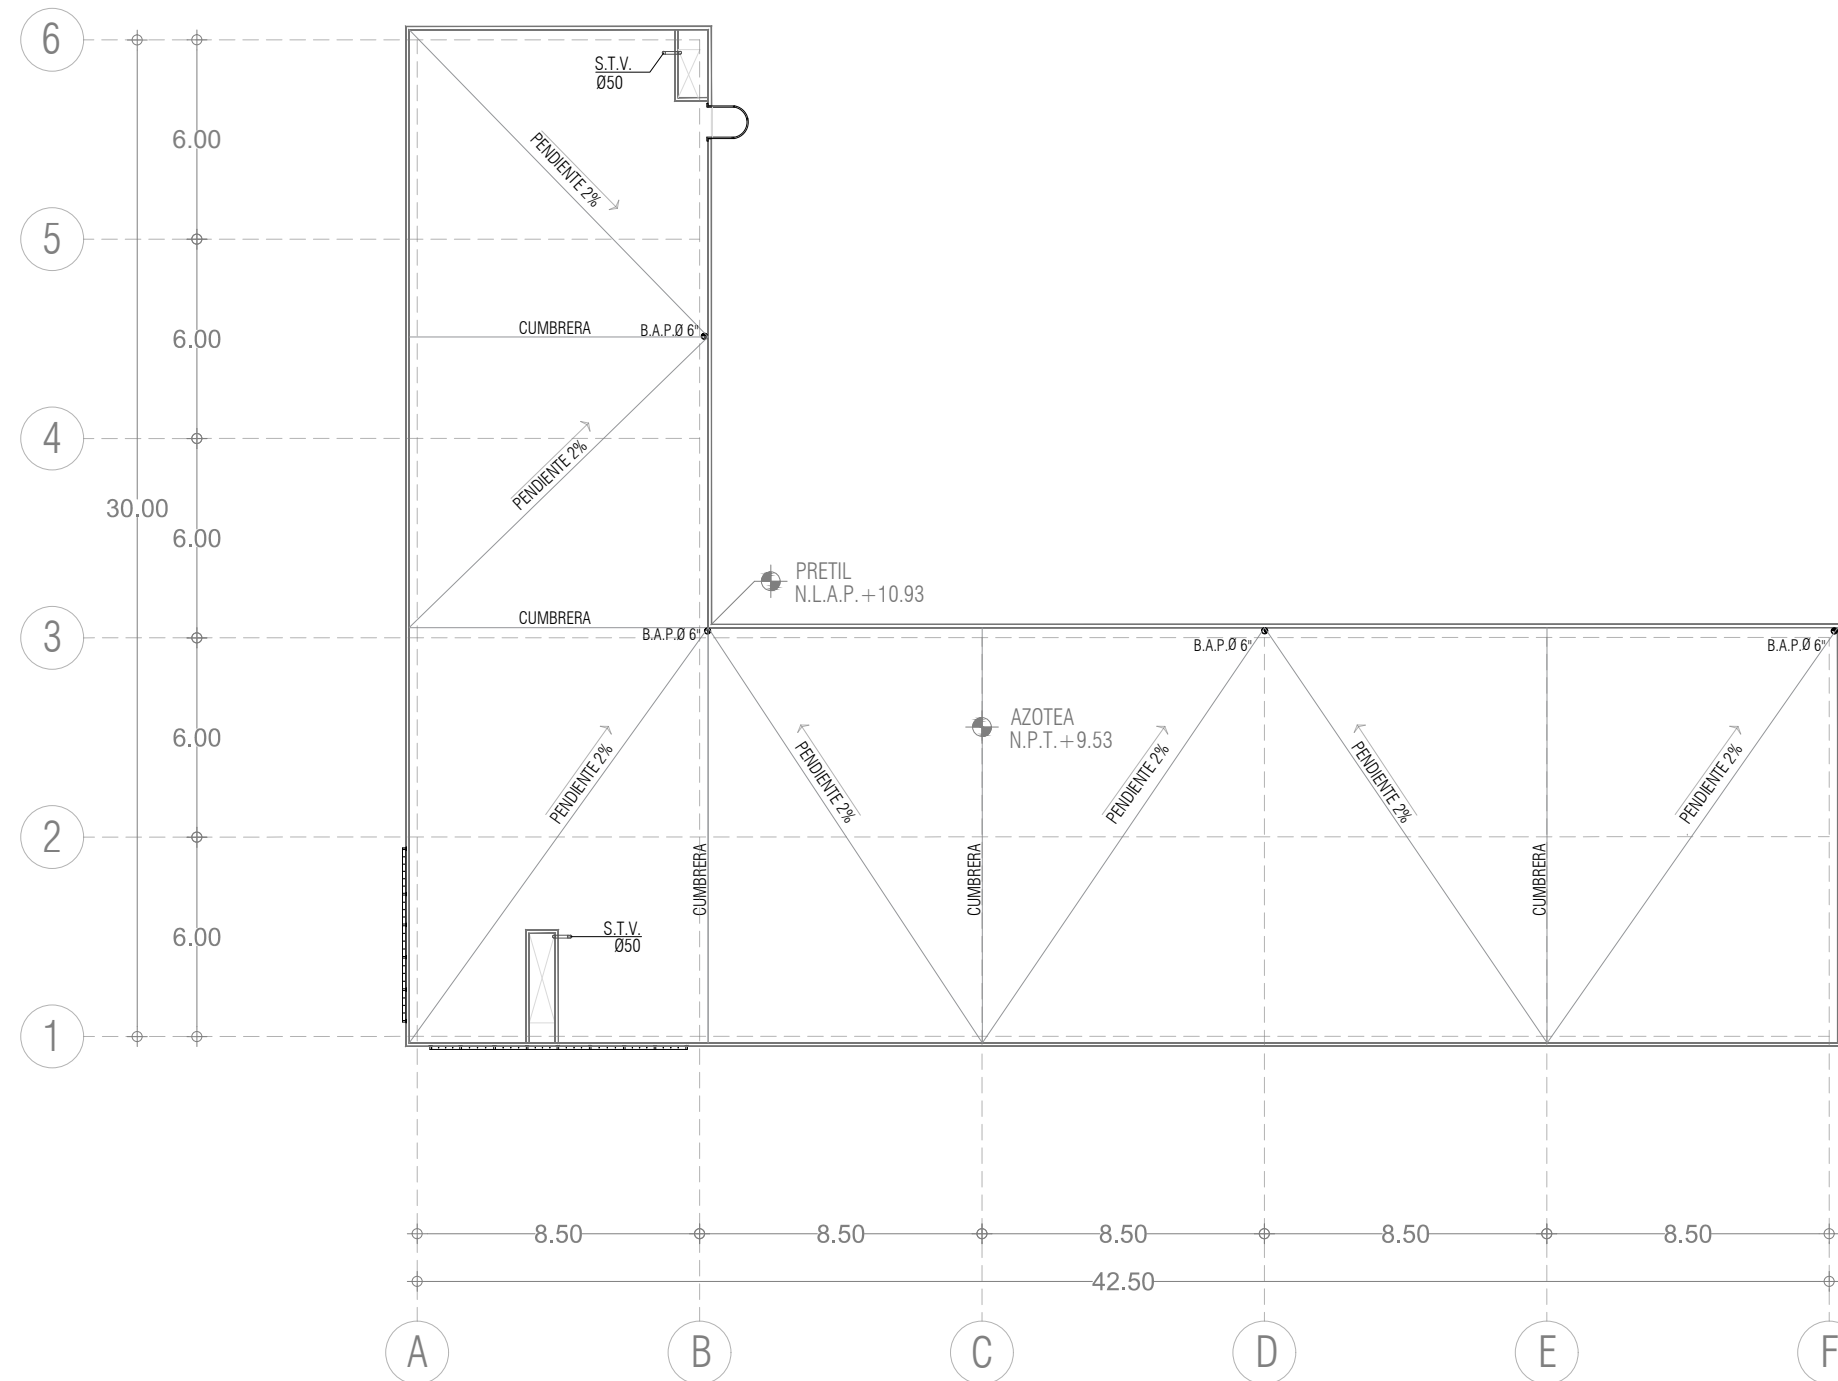 6
S.T.V.
Ø50
6.00
PENDIENTE 2%
5
CUMBRERA
B.A.P.Ø 6"
6.00
4
PENDIENTE 2%
30.00
6.00
PRETIL
N.L.A.P.+10.93
CUMBRERA
3
B.A.P.Ø 6"
B.A.P.Ø 6"
B.A.P.Ø 6"
AZOTEA
N.P.T.+9.53
6.00
PENDIENTE 2%
PENDIENTE 2%
PENDIENTE 2%
PENDIENTE 2%
PENDIENTE 2%
2
CUMBRERA
CUMBRERA
CUMBRERA
6.00
S.T.V.
Ø50
1
8.50
8.50
8.50
8.50
8.50
42.50
A
B
C
D
E
F